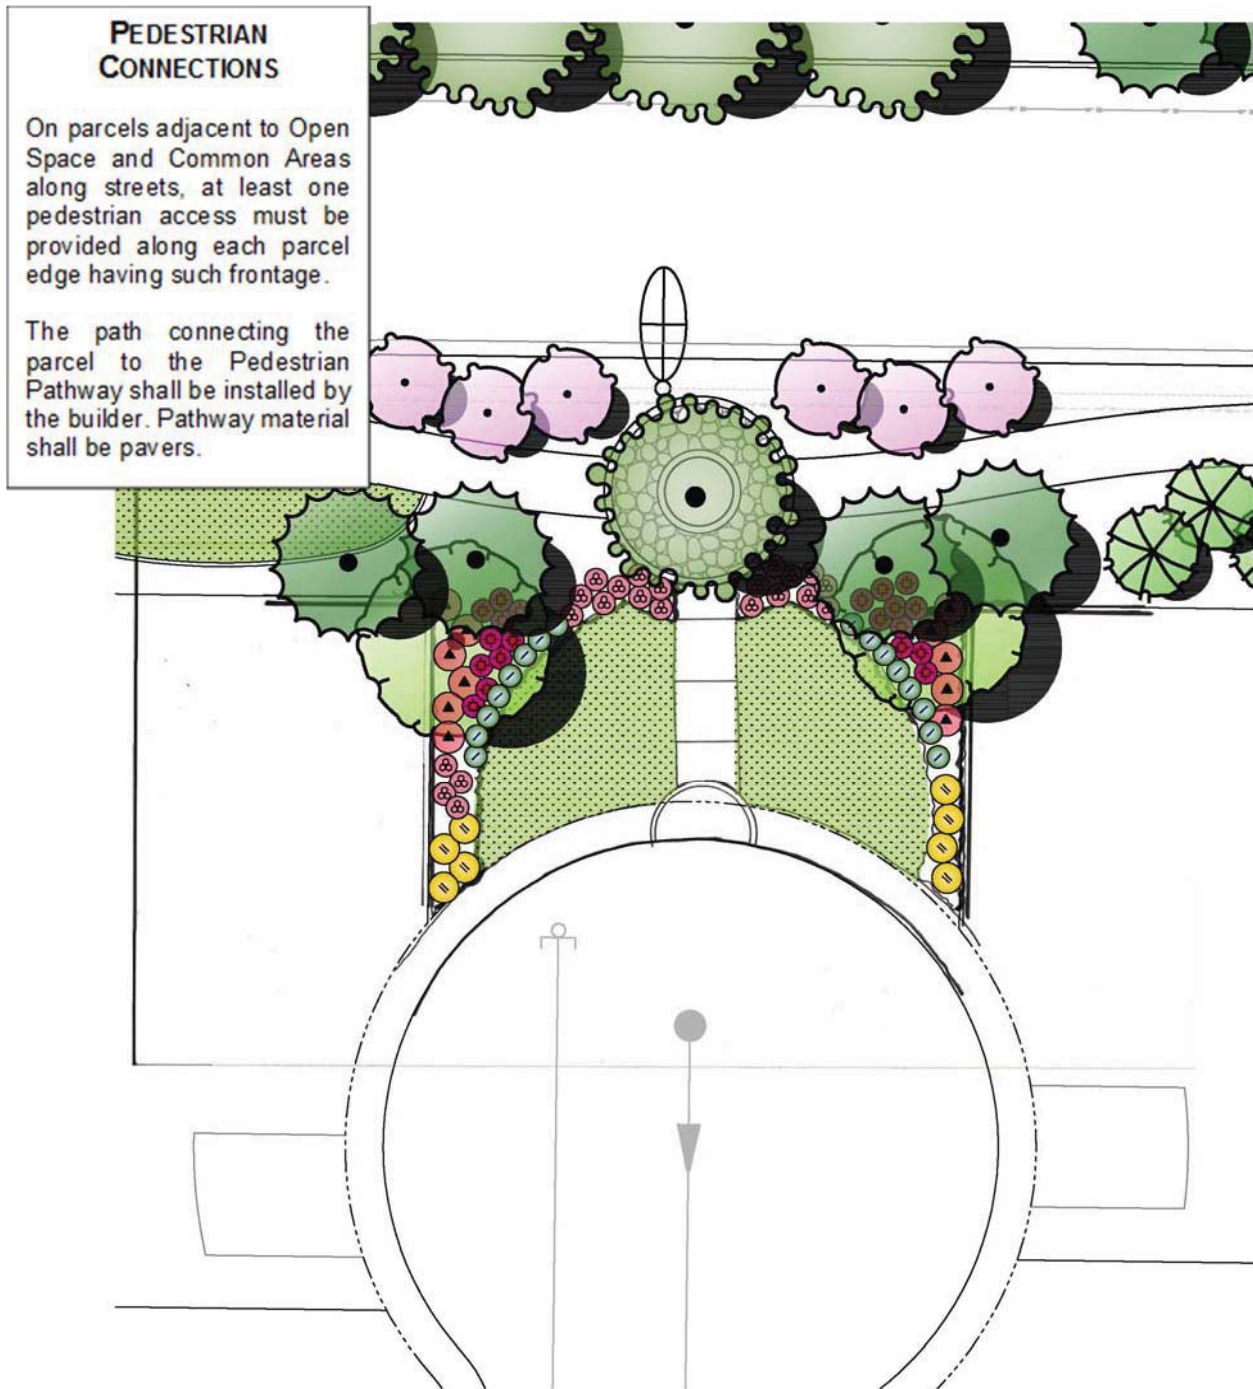 PEDESTRIAN
CONNECTIONS
On parcels adjacent to Open
Space and Common Areas
along streets, at least one
pedestrian access must be
provided along each parcel
edge having such frontage.
The path connecting the
parcel to the Pedestrian
Pathway shall be installed by
the builder. Pathway material
shall be pavers.